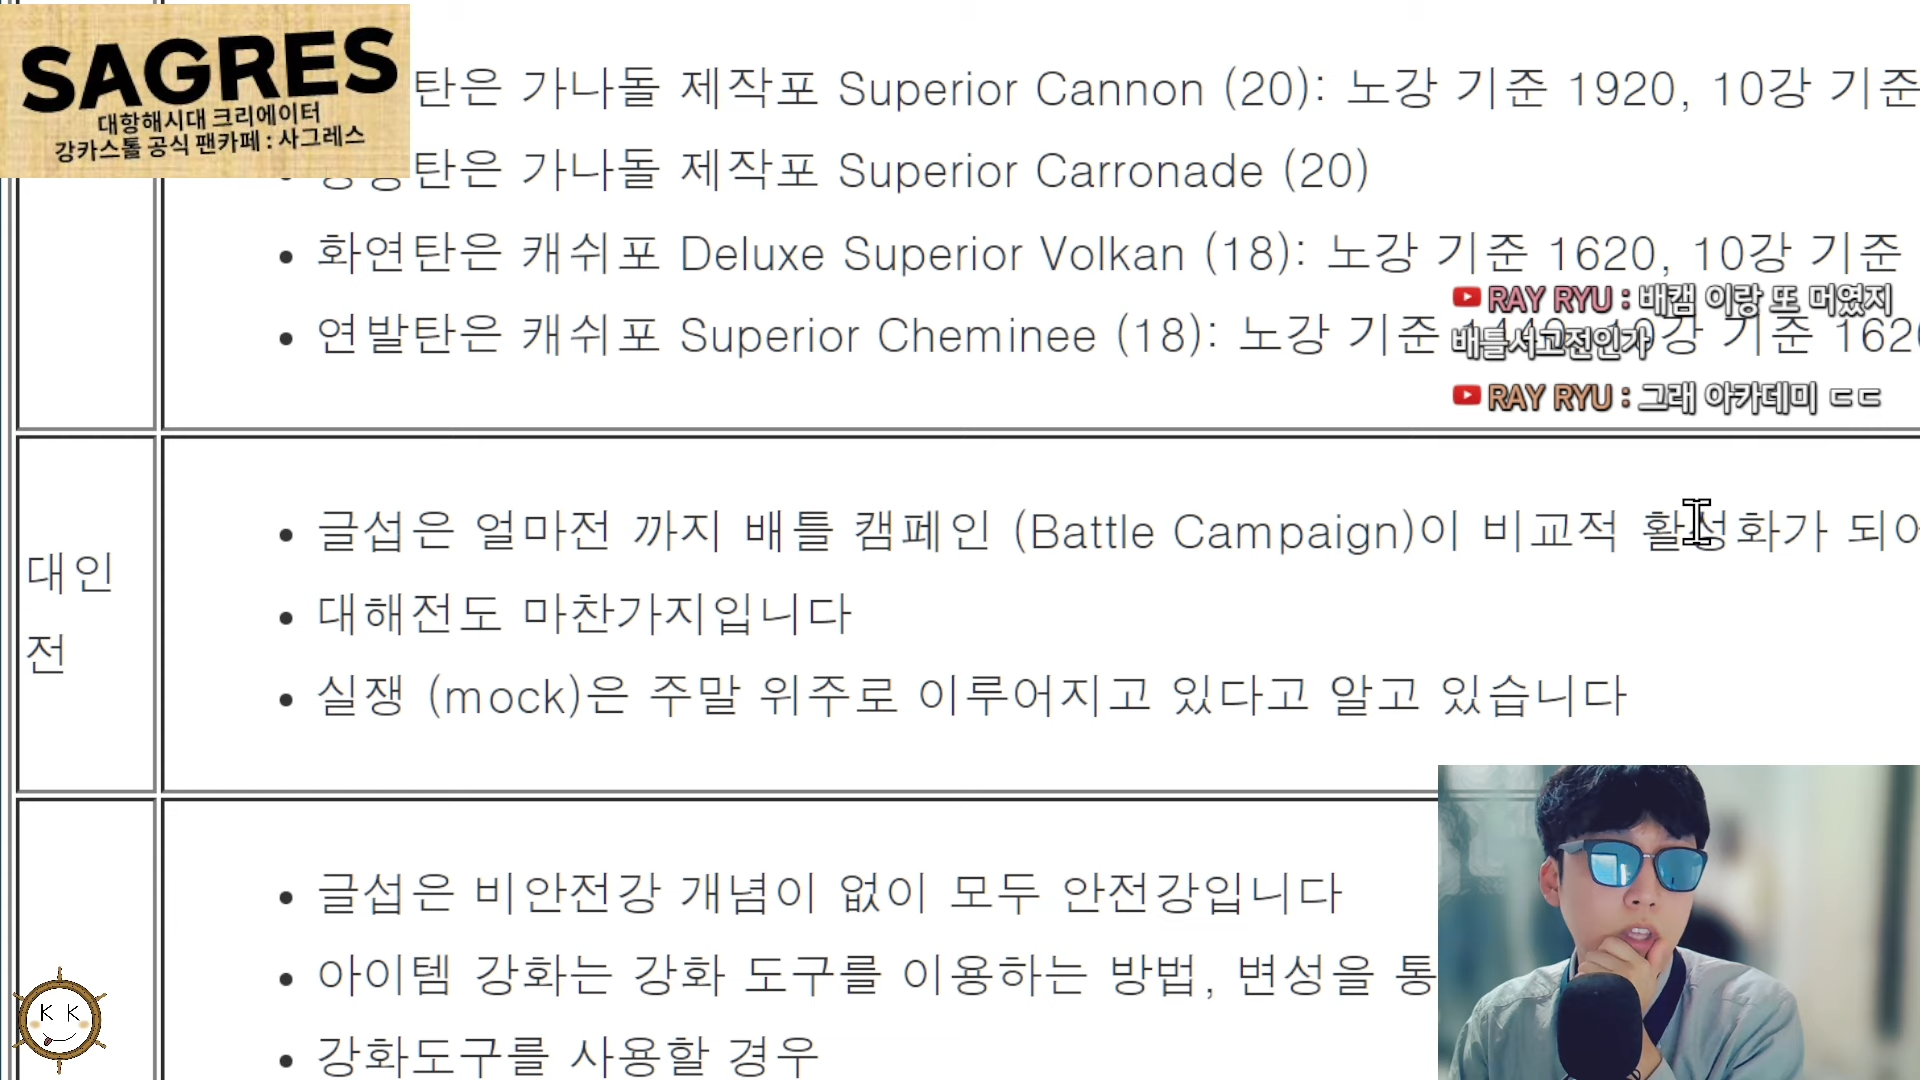 SAGRES
대항해시대 크리에이터
강카스톨 공식 팬카페 : 사그레스
탄은 가나돌 제작포 Superior Cannon (20): 노강 기준 1920, 10강 기준
탄은 가나돌 제작포 Superior Carronade (20)
• 화연탄은 캐쉬포 Deluxe Superior Volkan (18): 노강 기준 1620, 10강 기준
• 연발탄은 캐쉬포 Superior Cheminee (18): 노강 기준 강 기준
RAY RYU : 배캠 이랑 또 머였지
배틀서고전인가
RAY RYU : 그래 아카데미 ㄷㄷ
대인
전
• 글섭은 얼마전 까지 배틀 캠페인 (Battle Campaign)이 비교적 활성화가
• 대해전도 마찬가지입니다
• 실쟁 (mock)은 주말 위주로 이루어지고 있다고 알고 있습니다
• 글섭은 비안전강 개념이 없이 모두 안전강입니다
• 아이템 강화는 강화 도구를 이용하는 방법, 변성을 통
• 강화도구를 사용할 경우
K K